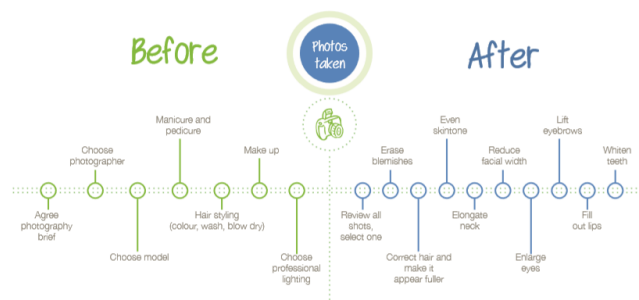 Before
Photos
taken
After
Agree
photography
brief
Choose
photographer
Choose model
Manicure and
pedicure
Hair styling
(colour, wash, blow dry)
Make up
Choose
professional
lighting
Review all
shots,
select one
Erase
blemishes
Correct hair and
make it
appear fuller
Even
skintone
Elongate
neck
Reduce
facial width
Enlarge
eyes
Lift
eyebrows
Fill
out lips
Whiten
teeth